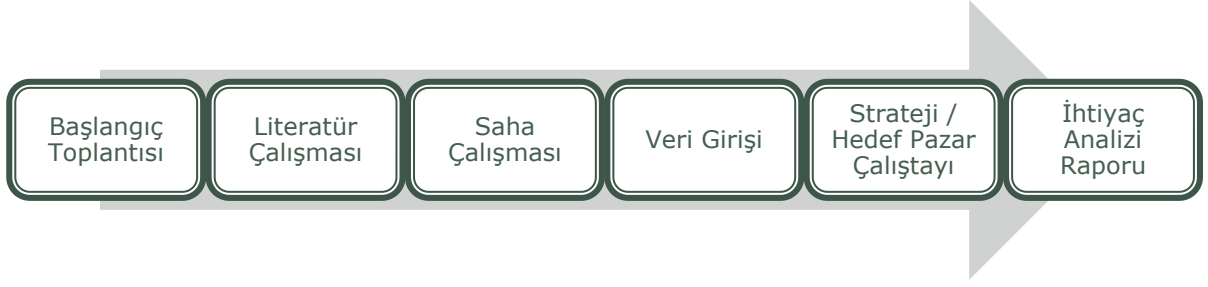 Başlangıç
Toplantısı
Literatür
Çalışması
Saha
Çalışması
Veri Girişi
Strateji /
Hedef Pazar
Çalıştayı
İhtiyaç
Analizi
Raporu